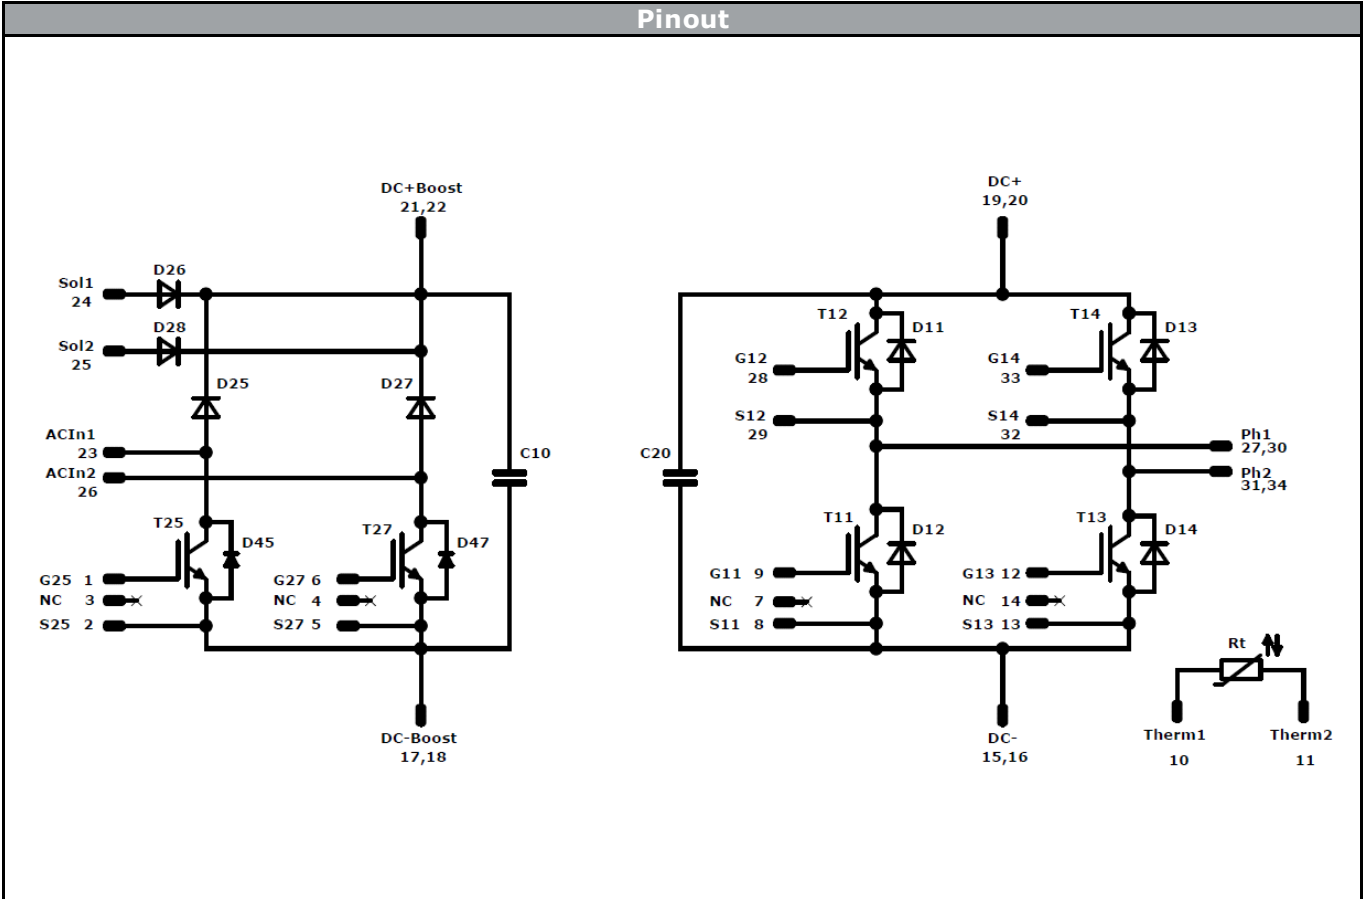 Pinout
DC+Boost
21,22
DC+
19,20
D26
Sol1
24
D28
Sol2
25
D25
D27
ACIn1
23
ACIn2
26
C10
T25
D45
T27
D47
G25 1
NC 3
S25 2
G27 6
NC 4
S27 5
DC-Boost
17,18
T12
D11
T14
D13
G12
28
G14
33
S12
29
S14
32
Ph1
27,30
Ph2
31,34
C20
T11
D12
T13
D14
G11 9
NC 7
S11 8
G13 12
NC 14
S13 13
DC-
15,16
Rt
Therm1
10
Therm2
11